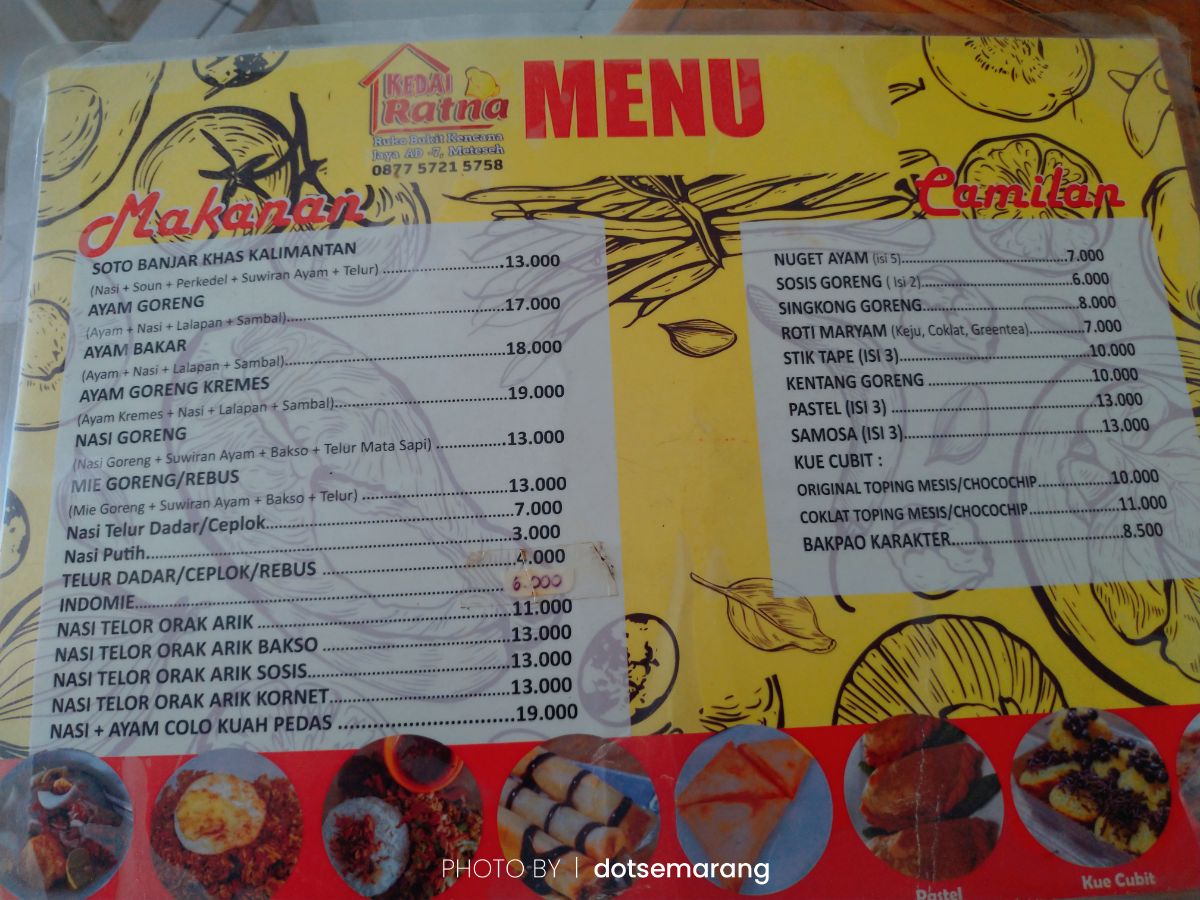 KEDAI
Ratna
Ruko Bukit Kencana
Jaya AD -7, Meteseh
0877 5721 5758
MENU
Makanan
SOTO BANJAR KHAS KALIMANTAN
(Nasi + Soun + Perkedel + Suwiran Ayam + Telur) ........ 13.000
AYAM GORENG
(Ayam + Nasi + Lalapan + Sambal)........ 17.000
AYAM BAKAR
(Ayam + Nasi + Lalapan + Sambal)........ 18.000
AYAM GORENG KREMES
(Ayam Kremes + Nasi + Lalapan + Sambal)........ 19.000
NASI GORENG
(Nasi Goreng + Suwiran Ayam + Bakso + Telur Mata Sapi) ........ 13.000
MIE GORENG/REBUS
(Mie Goreng + Suwiran Ayam + Bakso + Telur) ........ 13.000
Nasi Telur Dadar/Ceplok........ 7.000
Nasi Putih........ 3.000
TELUR DADAR/CEPLOK/REBUS ........ 4.000
INDOMIE........ 6.000
NASI TELOR ORAK ARIK ........ 11.000
NASI TELOR ORAK ARIK BAKSO ........ 13.000
NASI TELOR ORAK ARIK SOSIS........ 13.000
NASI TELOR ORAK ARIK KORNET........ 13.000
NASI + AYAM COLO KUAH PEDAS ........ 19.000
Camilan
NUGET AYAM (isi 5)........ 7.000
SOSIS GORENG ( Isi 2)........ 6.000
SINGKONG GORENG........ 8.000
ROTI MARYAM (Keju, Coklat, Greentea)........ 7.000
STIK TAPE (ISI 3)........ 10.000
KENTANG GORENG ........ 10.000
PASTEL (ISI 3) ........ 13.000
SAMOSA (ISI 3)........ 13.000
KUE CUBIT :
ORIGINAL TOPING MESIS/CHOCOCHIP........ 10.000
COKLAT TOPING MESIS/CHOCOCHIP........ 11.000
BAKPAO KARAKTER........ 8.500
Pastel
Kue Cubit
PHOTO BY | dotsemarang